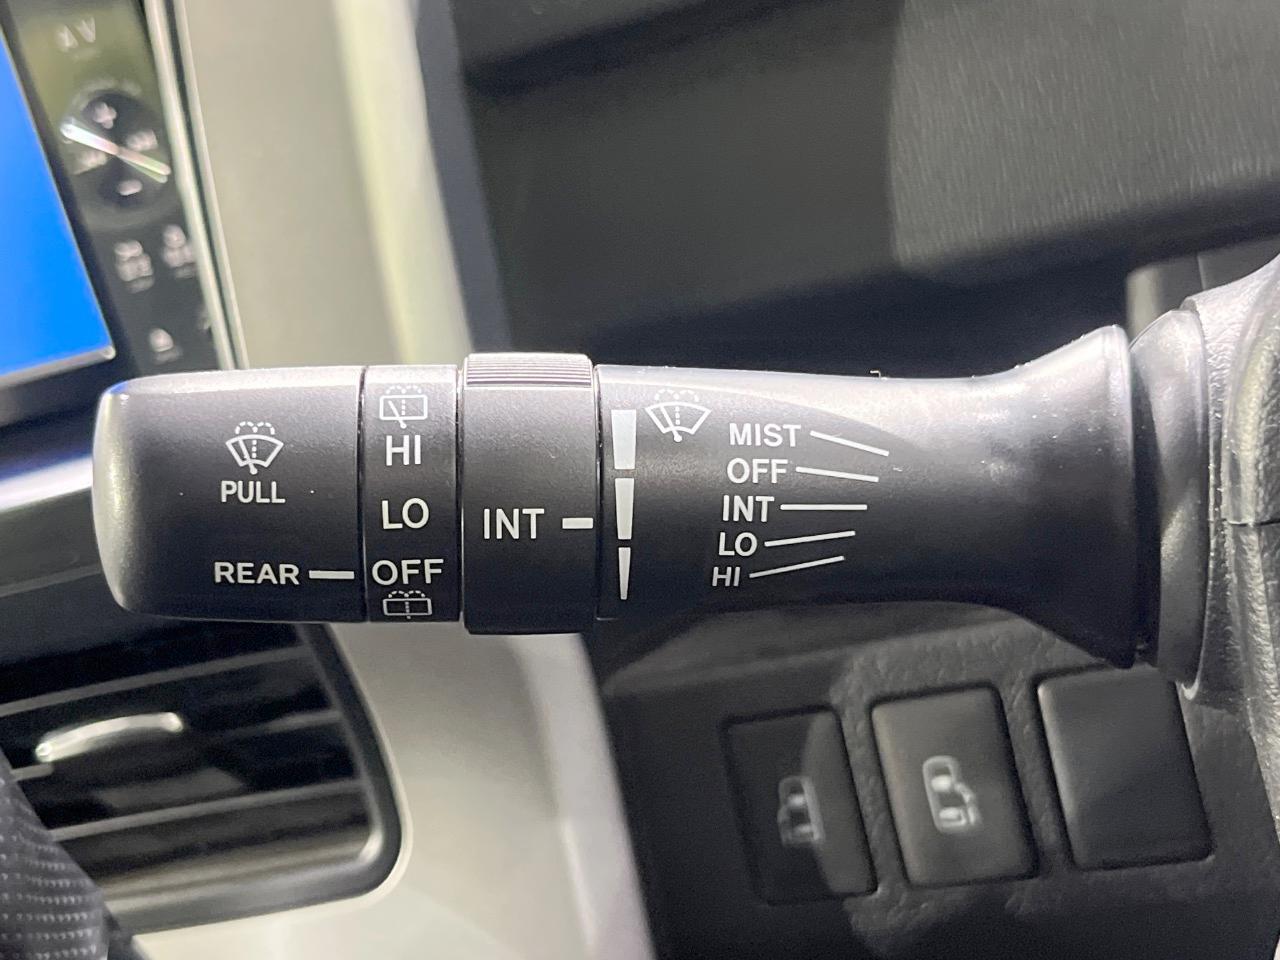 PULL
REAR
HI
LO
OFF
INT
MIST
OFF
INT
LO
HI